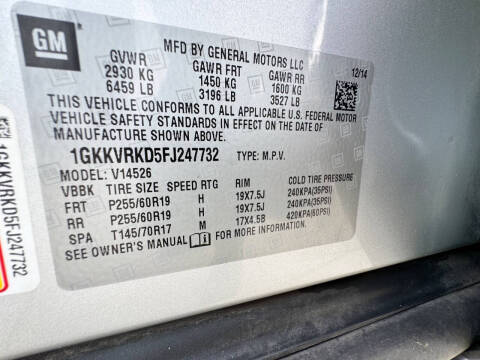 GM
MFD BY GENERAL MOTORS LLC
12/14
GVWR GAWR FRT GAWR RR
2930 KG 1450 KG 1600 KG
6459 LB 3196 LB 3527 LB
THIS VEHICLE CONFORMS TO ALL APPLICABLE U.S. FEDERAL MOTOR
VEHICLE SAFETY STANDARDS IN EFFECT ON THE DATE OF
MANUFACTURE SHOWN ABOVE.
1GKKVRKD5FJ247732 TYPE: M.P.V.
MODEL: V14526
VBBK TIRE SIZE SPEED RTG RIM COLD TIRE PRESSURE
FRT P255/60R19 H 19X7.5J 240KPA(35PSI)
RR P255/60R19 H 19X7.5J 240KPA(35PSI)
SPA T145/70R17 M 17X4.5B 420KPA(60PSI)
SEE OWNER'S MANUAL FOR ADDITIONAL INFORMATION.
1GKKVRKD5FJ247732